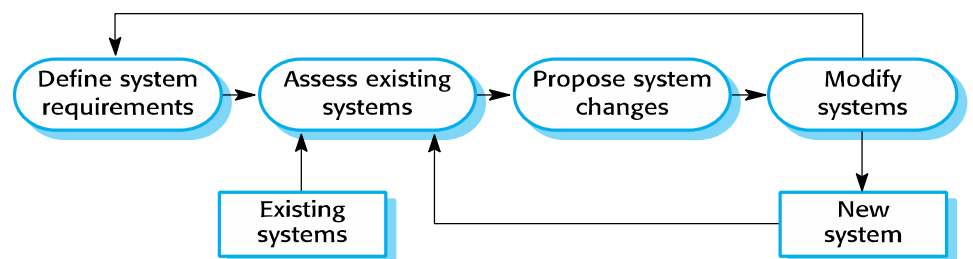 Define system
requirements
Assess existing
systems
Propose system
changes
Modify
systems
Existing
systems
New
system